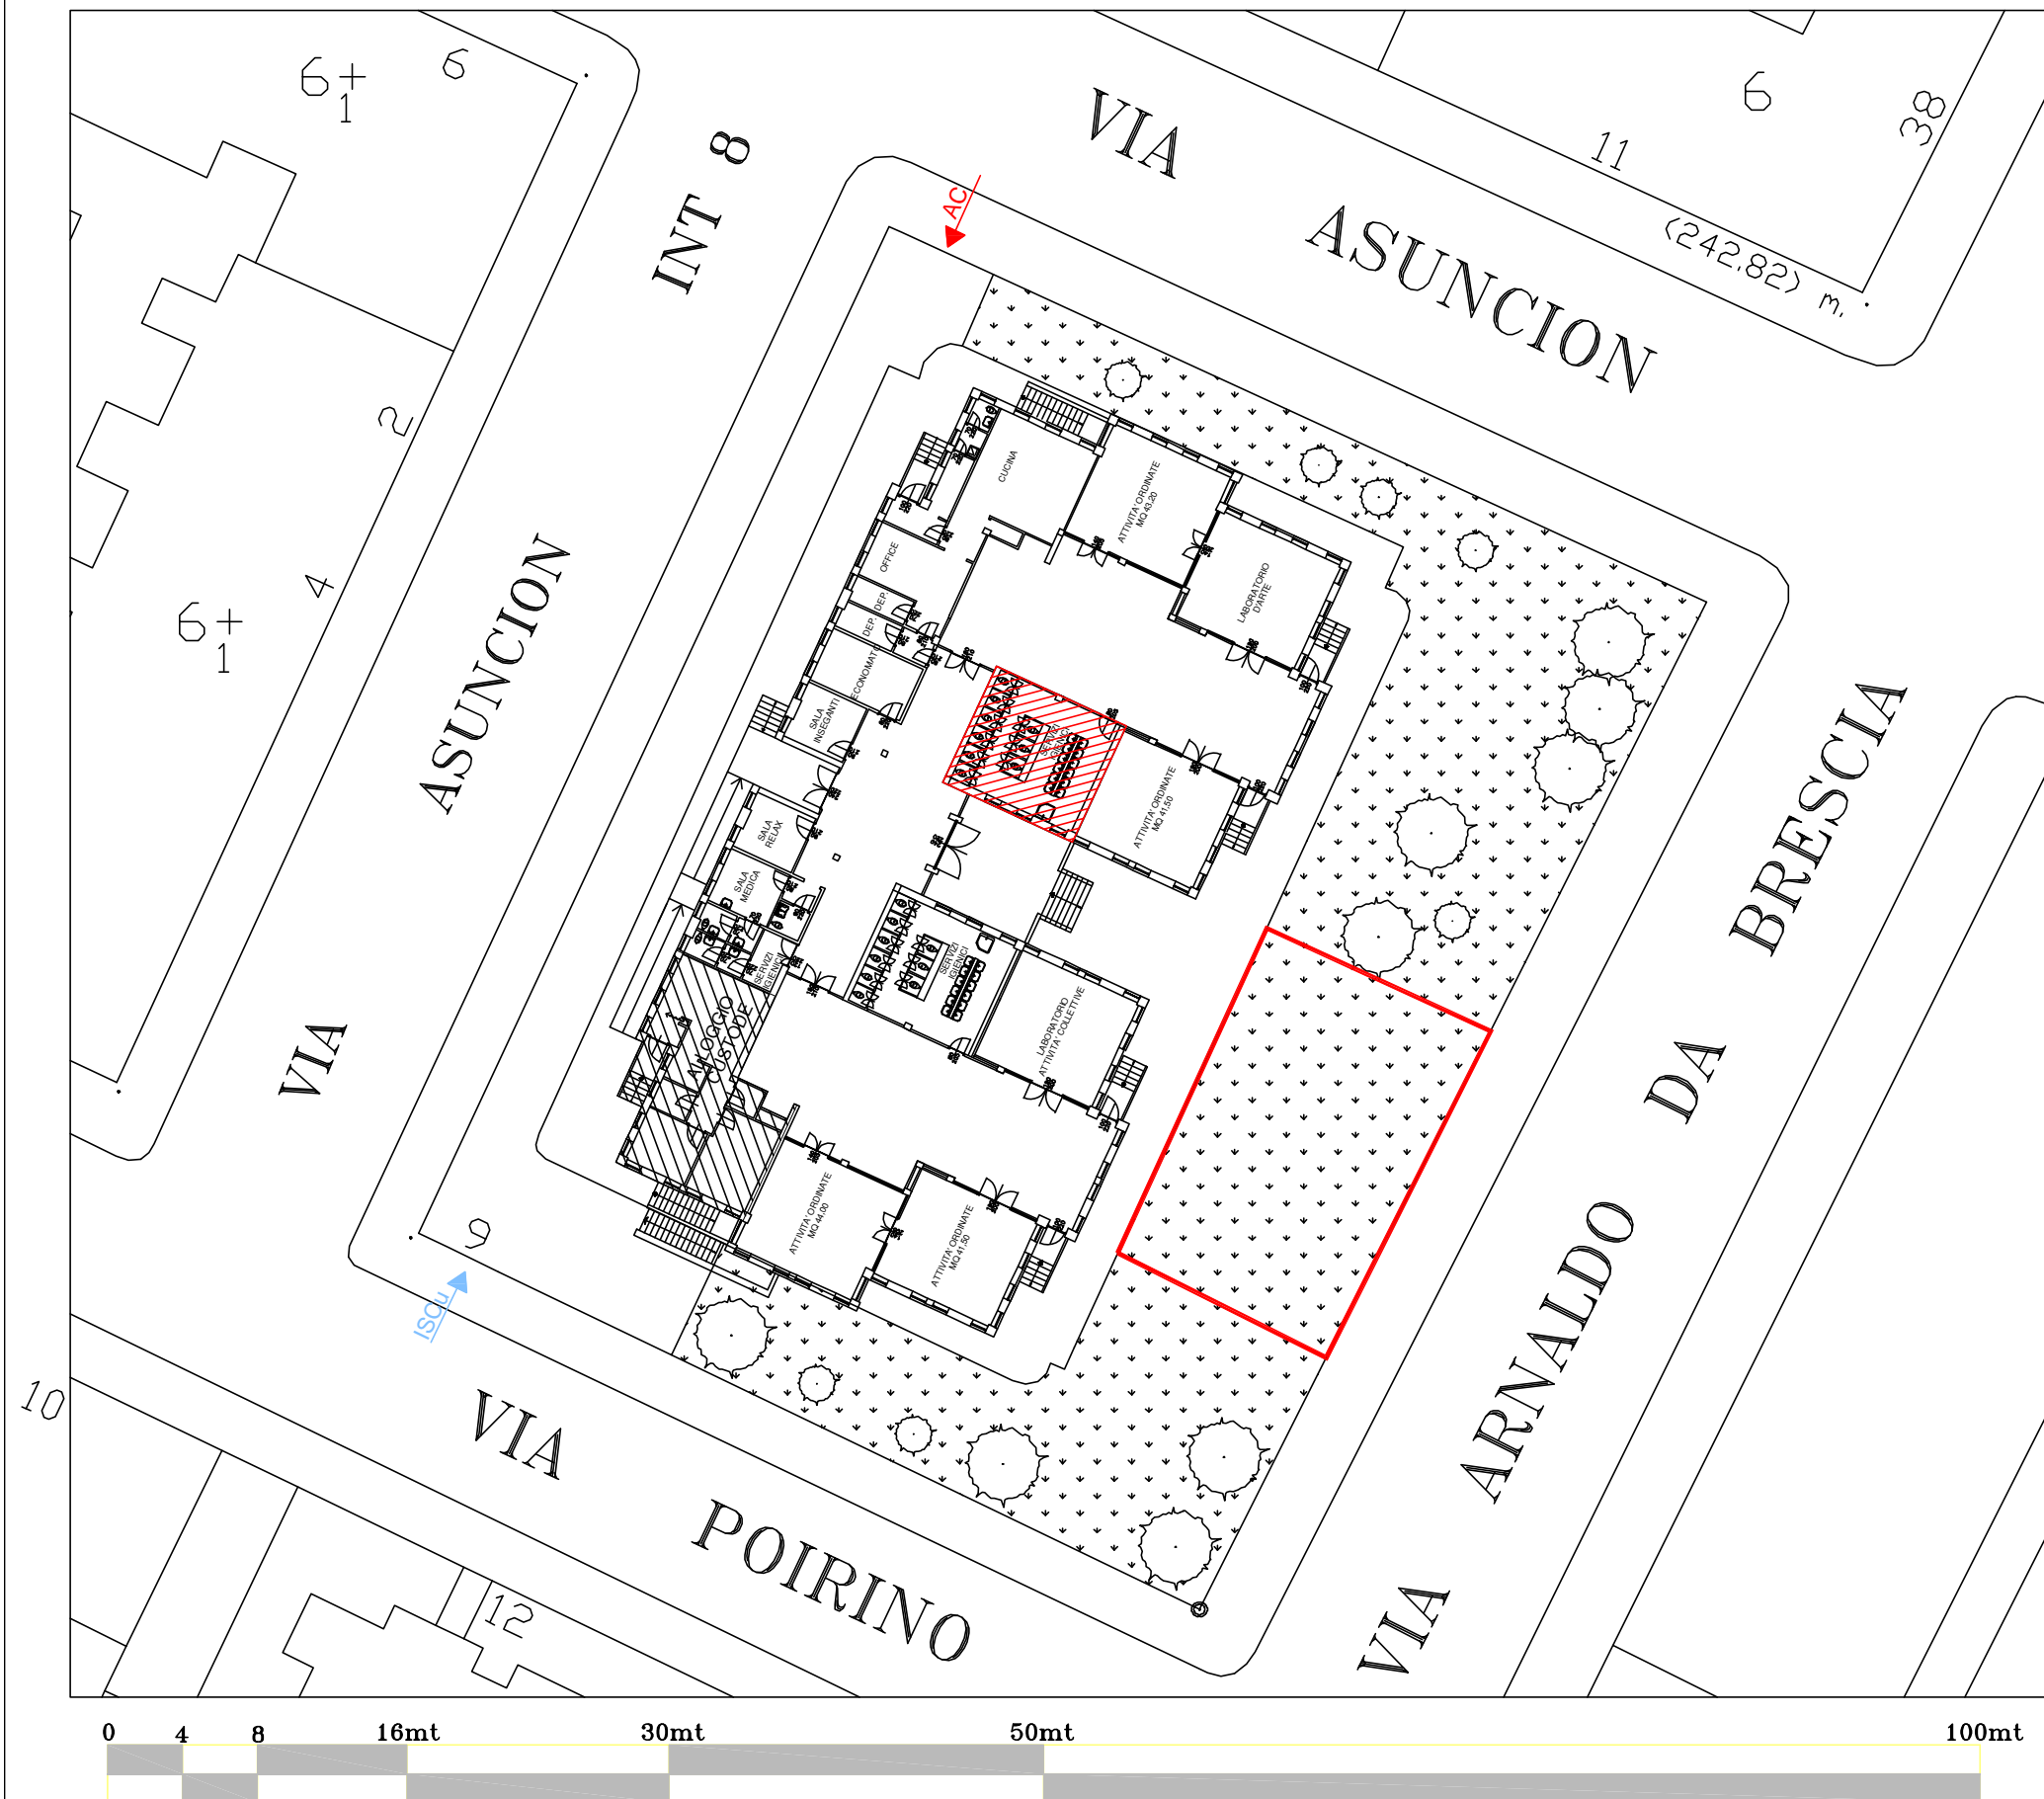 6+
1
6
INT 8
VIA
ASUNCION
11
6
38
(242.82) m.
AC
2
4
6+
1
VIA
ASUNCION
CUCINA
ATTIVITA' ORDINATE
MQ 43,20
LABORATORIO
D'ARTE
OFFICE
DEP.
DEP.
ECONOMATO
SALA
INSEGANTI
SERVIZI
IGIENICI
ATTIVITA' ORDINATE
MQ 41,50
SALA
RELAX
SALA
MEDICA
SERVIZI
IGIENICI
SERVIZI
IGIENICI
LABORATORIO
ATTIVITA' COLLETTIVE
ALLOGGIO
CUSTODE
ATTIVITA' ORDINATE
MQ 44,00
ATTIVITA' ORDINATE
MQ 41,50
VIA ARNALDO DA BRESCIA
9
ISCu
10
VIA
POIRINO
12
0 4 8 16mt 30mt 50mt 100mt